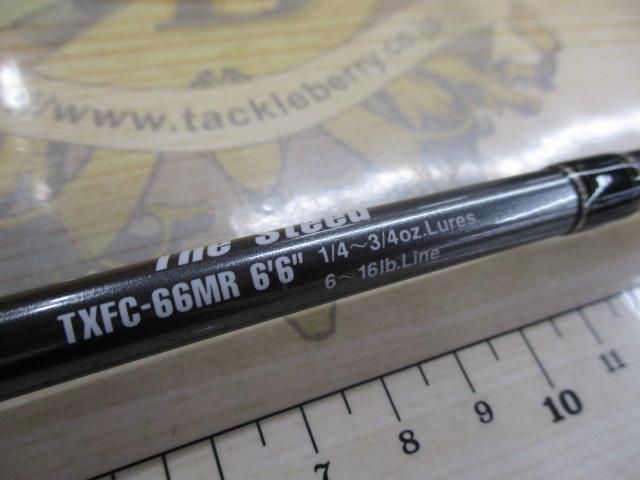 www.tackleberry.co.jp
The Steed
TXFC-66MR 6'6" 1/4~3/4oz.Lures
6~16lb.Line
7 8 9 10 11